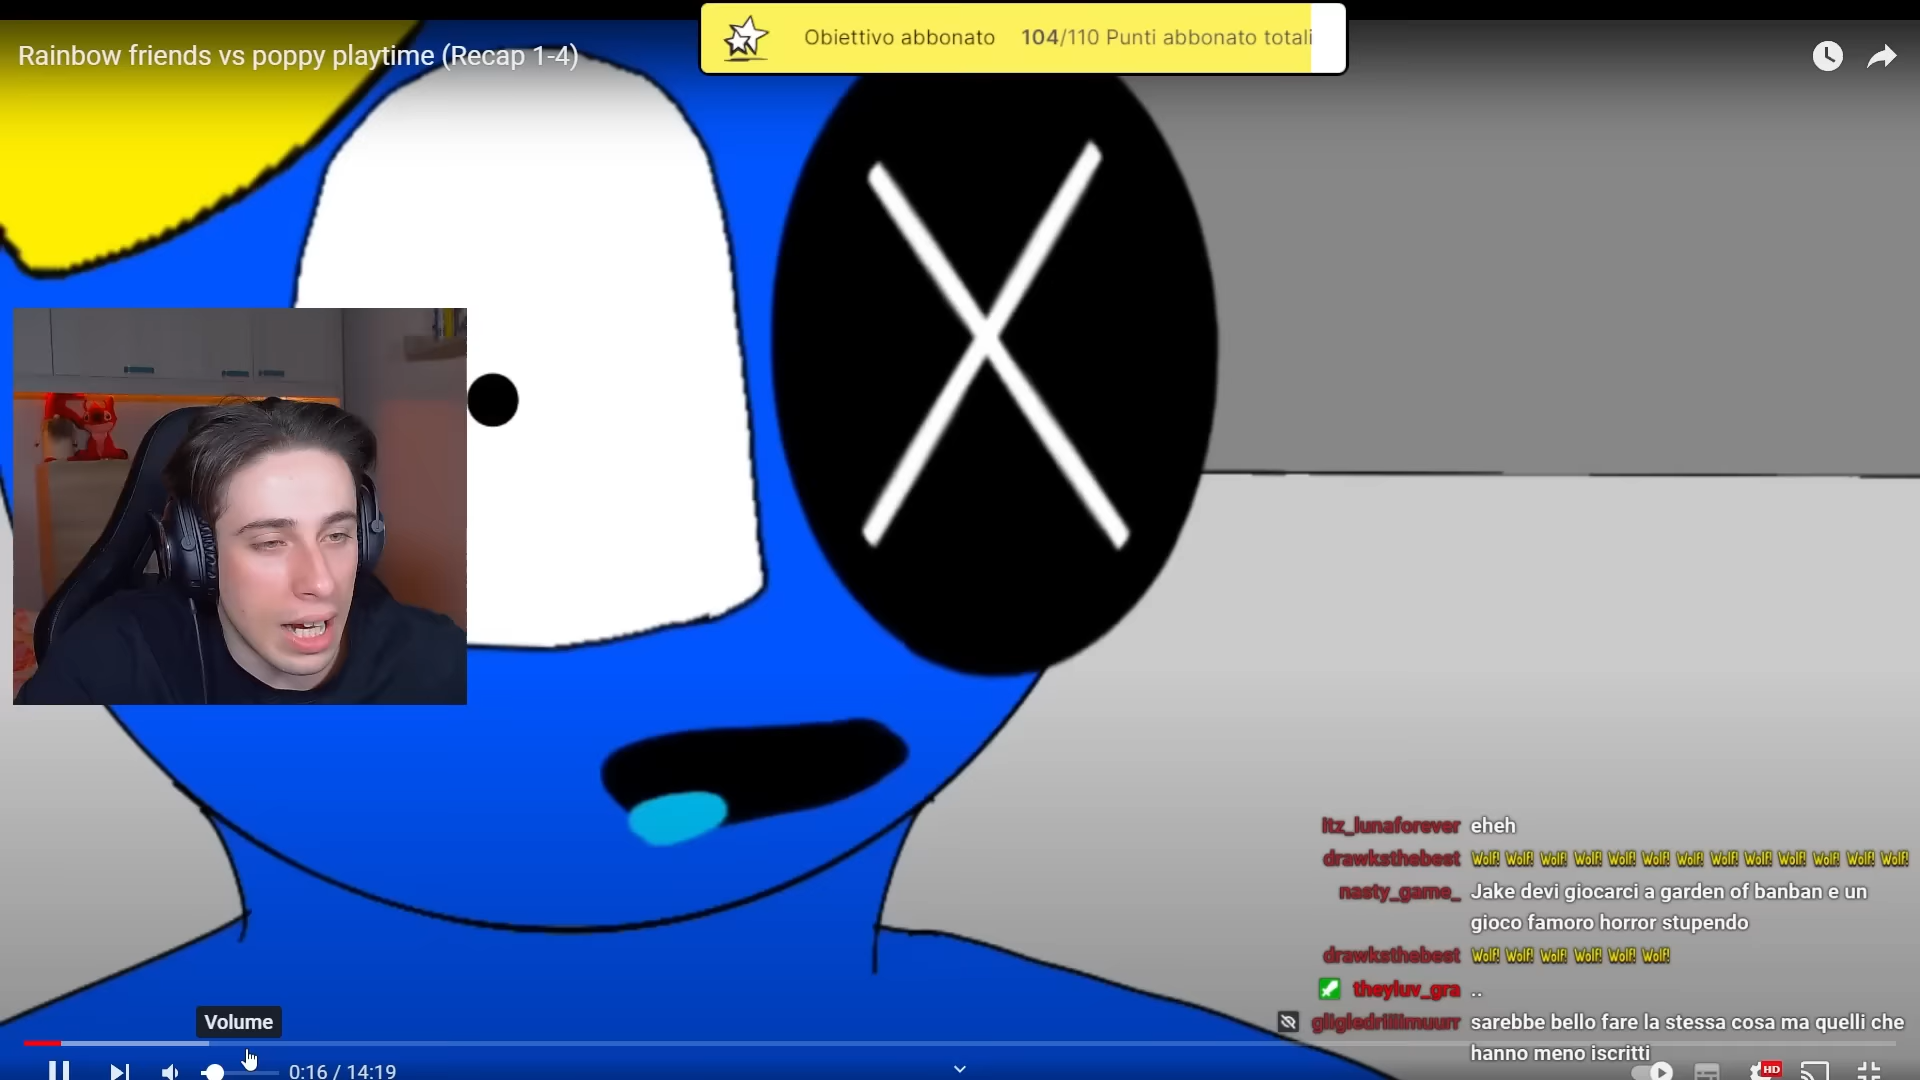 Rainbow friends vs poppy playtime (Recap 1-4)
Obiettivo abbonato 104/110 Punti abbonato totali
itz_lunaforever eheh
drawksthebest Wolf! Wolf! Wolf! Wolf! Wolf! Wolf! Wolf! Wolf! Wolf! Wolf! Wolf! Wolf! Wolf!
nasty_game_ Jake devi giocarci a garden of banban e un
gioco famoro horror stupendo
drawksthebest Wolf! Wolf! Wolf! Wolf! Wolf! Wolf!
theyluv_gra ..
sarebbe bello fare la stessa cosa ma quelli che
hanno meno iscritti
Volume
0:16 / 14:19
HD